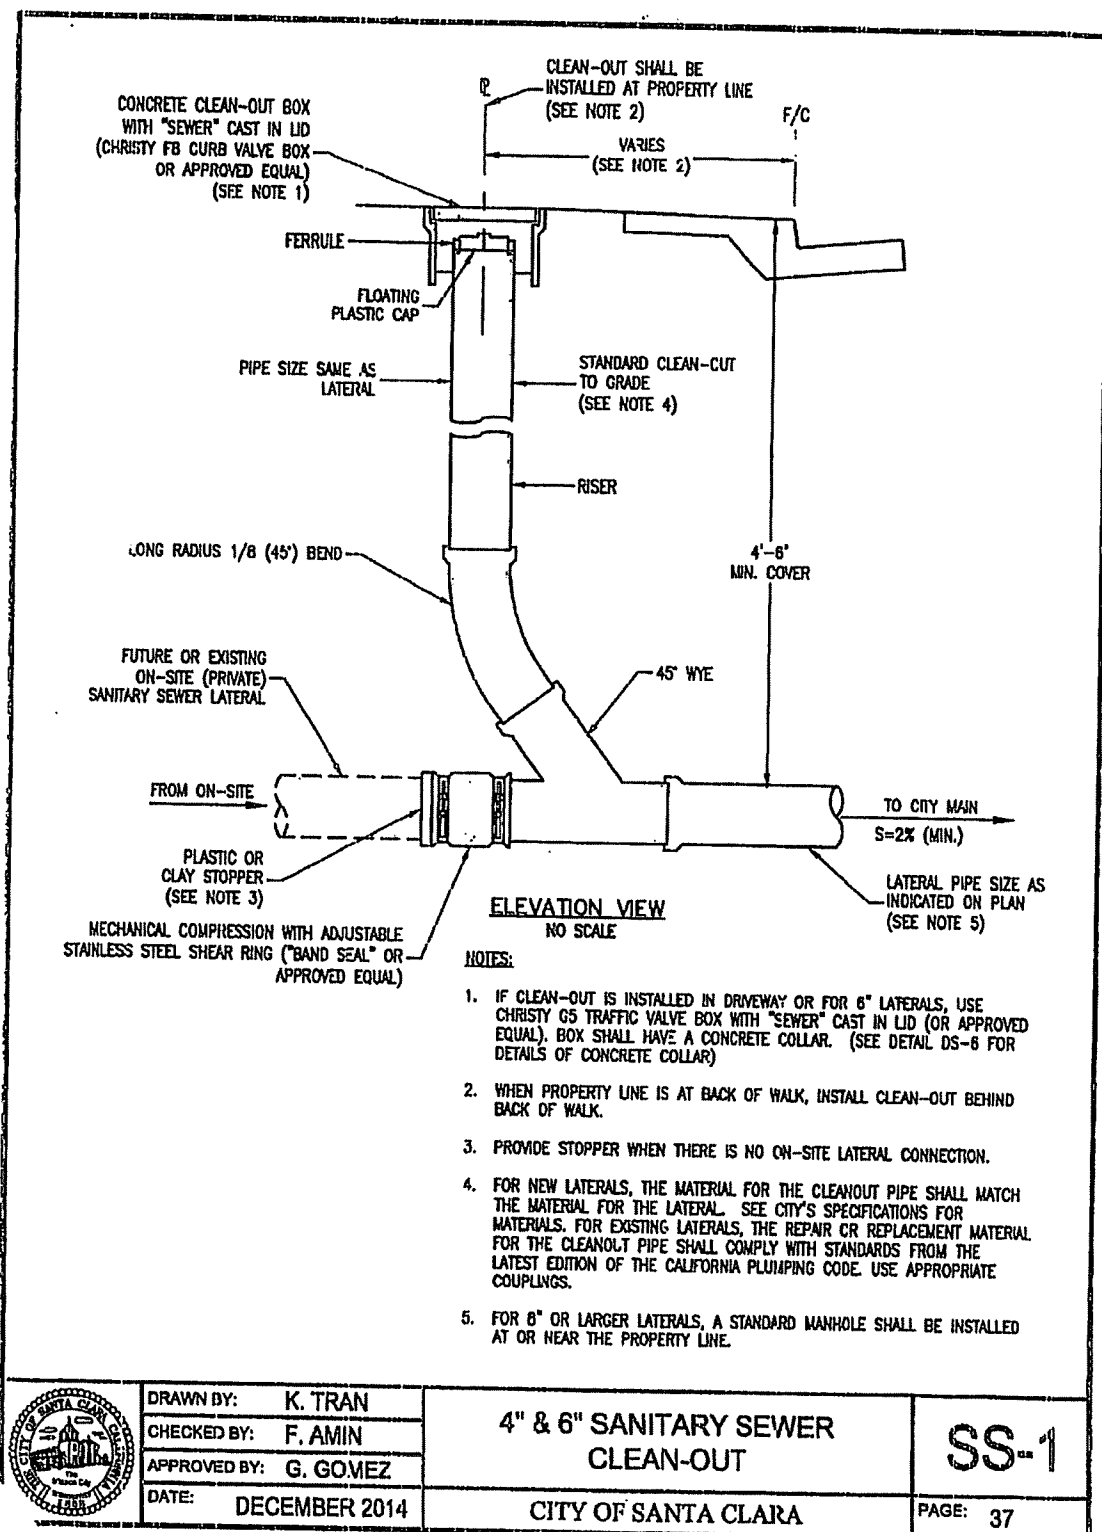 CLEAN-OUT SHALL BE
INSTALLED AT PROPERTY LINE
(SEE NOTE 2)
F/C
VARIES
(SEE NOTE 2)
CONCRETE CLEAN-OUT BOX
WITH "SEWER" CAST IN LID
(CHRISTY F8 CURB VALVE BOX
OR APPROVED EQUAL)
(SEE NOTE 1)
FERRULE
FLOATING
PLASTIC CAP
PIPE SIZE SAME AS
LATERAL
STANDARD CLEAN-CUT
TO GRADE
(SEE NOTE 4)
RISER
LONG RADIUS 1/8 (45°) BEND
4'-6"
MIN. COVER
FUTURE OR EXISTING
ON-SITE (PRIVATE)
SANITARY SEWER LATERAL
45° WYE
FROM ON-SITE
TO CITY MAIN
S=2% (MIN.)
PLASTIC OR
CLAY STOPPER
(SEE NOTE 3)
LATERAL PIPE SIZE AS
INDICATED ON PLAN
(SEE NOTE 5)
MECHANICAL COMPRESSION WITH ADJUSTABLE
STAINLESS STEEL SHEAR RING ("BAND SEAL" OR
APPROVED EQUAL)
ELEVATION VIEW
NO SCALE
NOTES:
1. IF CLEAN-OUT IS INSTALLED IN DRIVEWAY OR FOR 6" LATERALS, USE
CHRISTY G5 TRAFFIC VALVE BOX WITH "SEWER" CAST IN LID (OR APPROVED
EQUAL). BOX SHALL HAVE A CONCRETE COLLAR. (SEE DETAIL DS-6 FOR
DETAILS OF CONCRETE COLLAR)
2. WHEN PROPERTY LINE IS AT BACK OF WALK, INSTALL CLEAN-OUT BEHIND
BACK OF WALK.
3. PROVIDE STOPPER WHEN THERE IS NO ON-SITE LATERAL CONNECTION.
4. FOR NEW LATERALS, THE MATERIAL FOR THE CLEANOUT PIPE SHALL MATCH
THE MATERIAL FOR THE LATERAL. SEE CITY'S SPECIFICATIONS FOR
MATERIALS. FOR EXISTING LATERALS, THE REPAIR OR REPLACEMENT MATERIAL
FOR THE CLEANOUT PIPE SHALL COMPLY WITH STANDARDS FROM THE
LATEST EDITION OF THE CALIFORNIA PLUMPING CODE. USE APPROPRIATE
COUPLINGS.
5. FOR 8" OR LARGER LATERALS, A STANDARD MANHOLE SHALL BE INSTALLED
AT OR NEAR THE PROPERTY LINE.
THE CITY OF SANTA CLARA CALIFORNIA
DRAWN BY: K. TRAN
CHECKED BY: F. AMIN
APPROVED BY: G. GOMEZ
DATE: DECEMBER 2014
4" & 6" SANITARY SEWER
CLEAN-OUT
CITY OF SANTA CLARA
SS-1
PAGE: 37